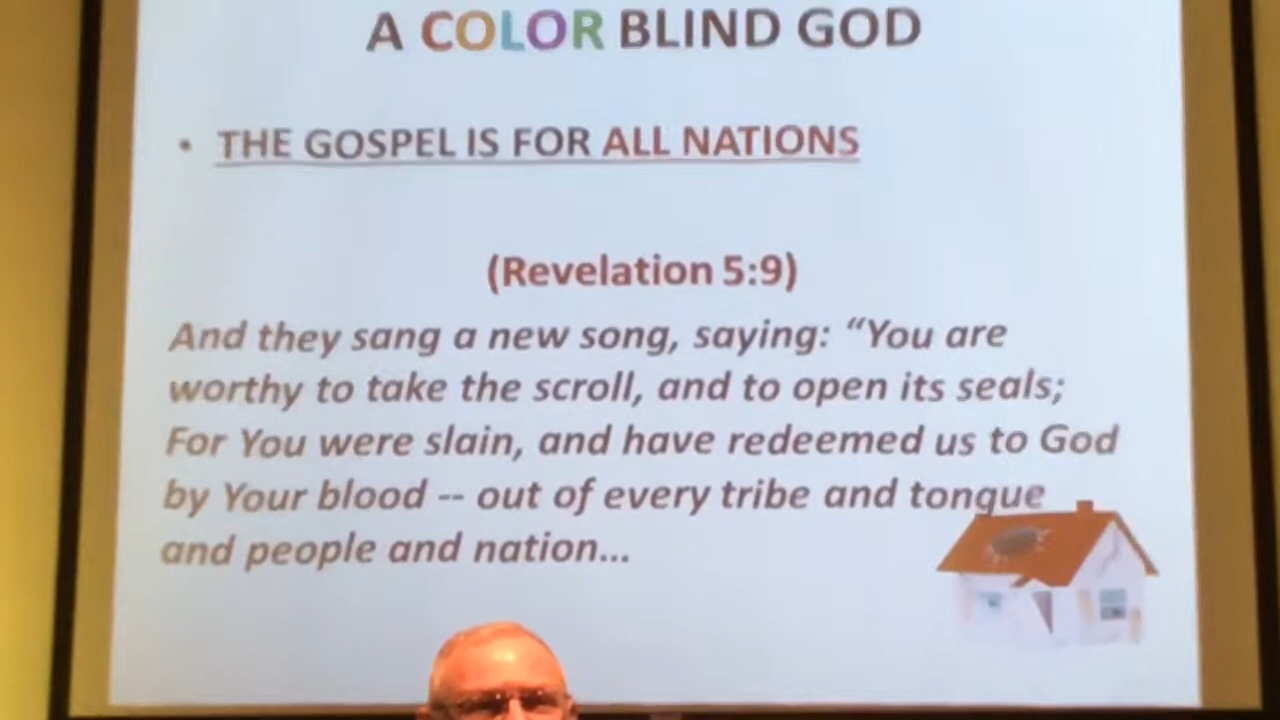 A COLOR BLIND GOD
• THE GOSPEL IS FOR ALL NATIONS
(Revelation 5:9)
And they sang a new song, saying: “You are
worthy to take the scroll, and to open its seals;
For You were slain, and have redeemed us to God
by Your blood -- out of every tribe and tongue
and people and nation...